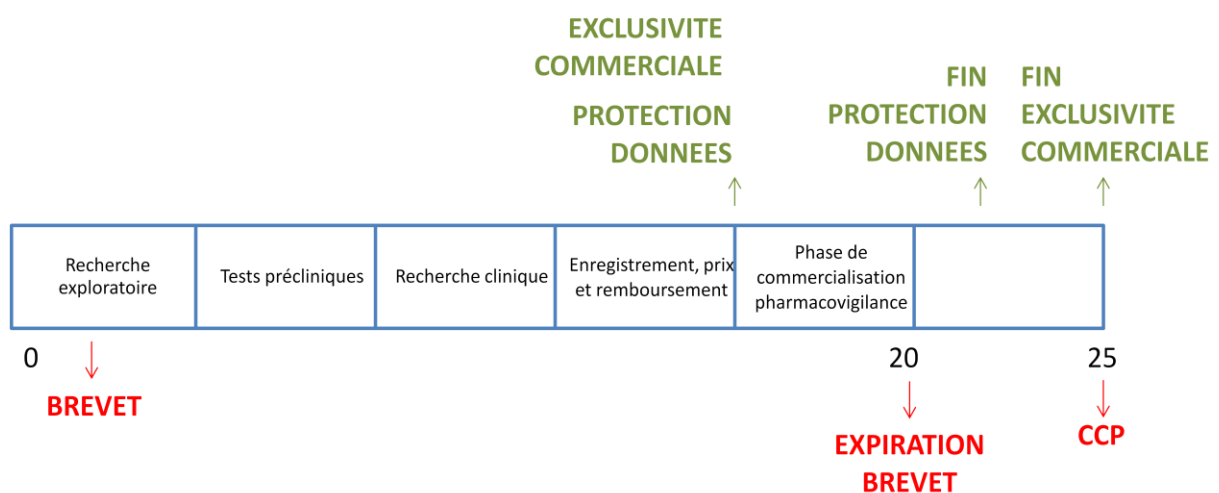 EXCLUSIVITE
COMMERCIALE
PROTECTION
DONNEES
FIN
PROTECTION
DONNEES
FIN
EXCLUSIVITE
COMMERCIALE
Recherche
exploratoire
Tests précliniques
Recherche clinique
Enregistrement, prix
et remboursement
Phase de
commercialisation
pharmacovigilance
0
20
25
BREVET
EXPIRATION
BREVET
CCP